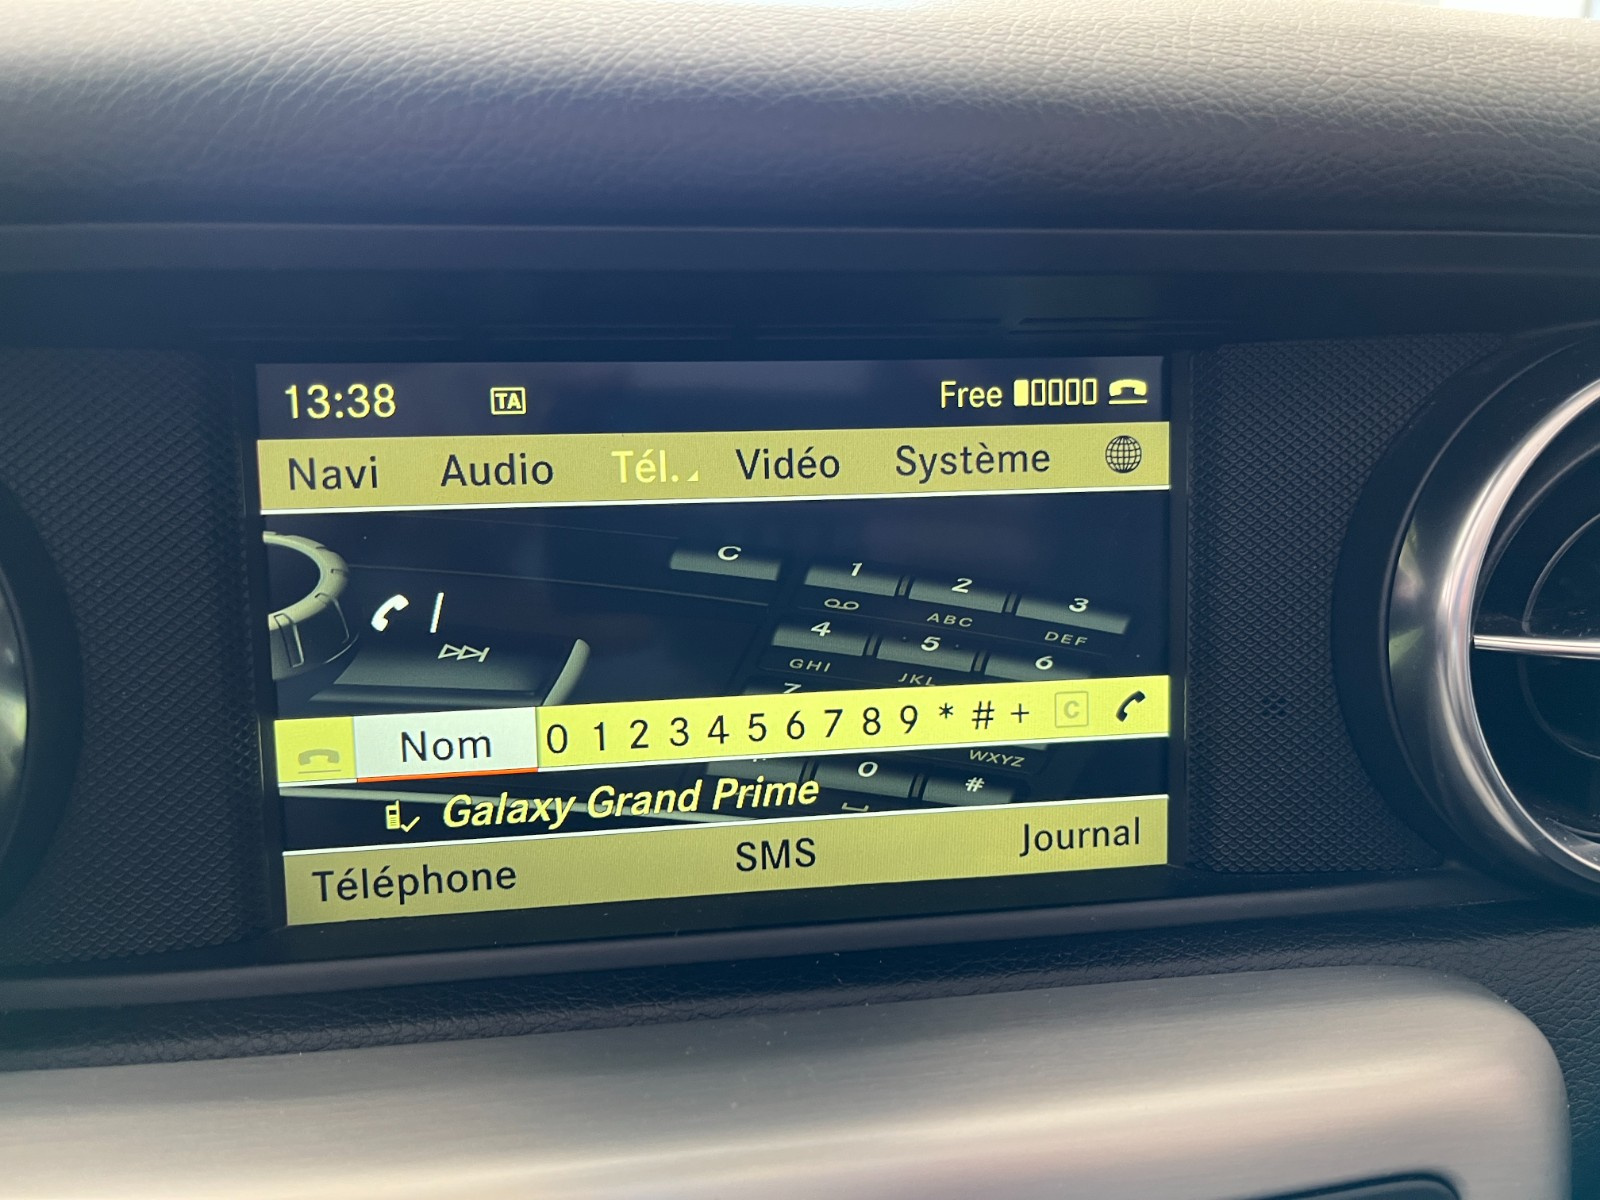 13:38 TA Free
Navi Audio Tél. Vidéo Système
C 1 2 3
ABC DEF
4 5 6
GHI JKL
7
Nom 0 1 2 3 4 5 6 7 8 9 * # + C
WXYZ
0 #
Galaxy Grand Prime
Téléphone SMS Journal